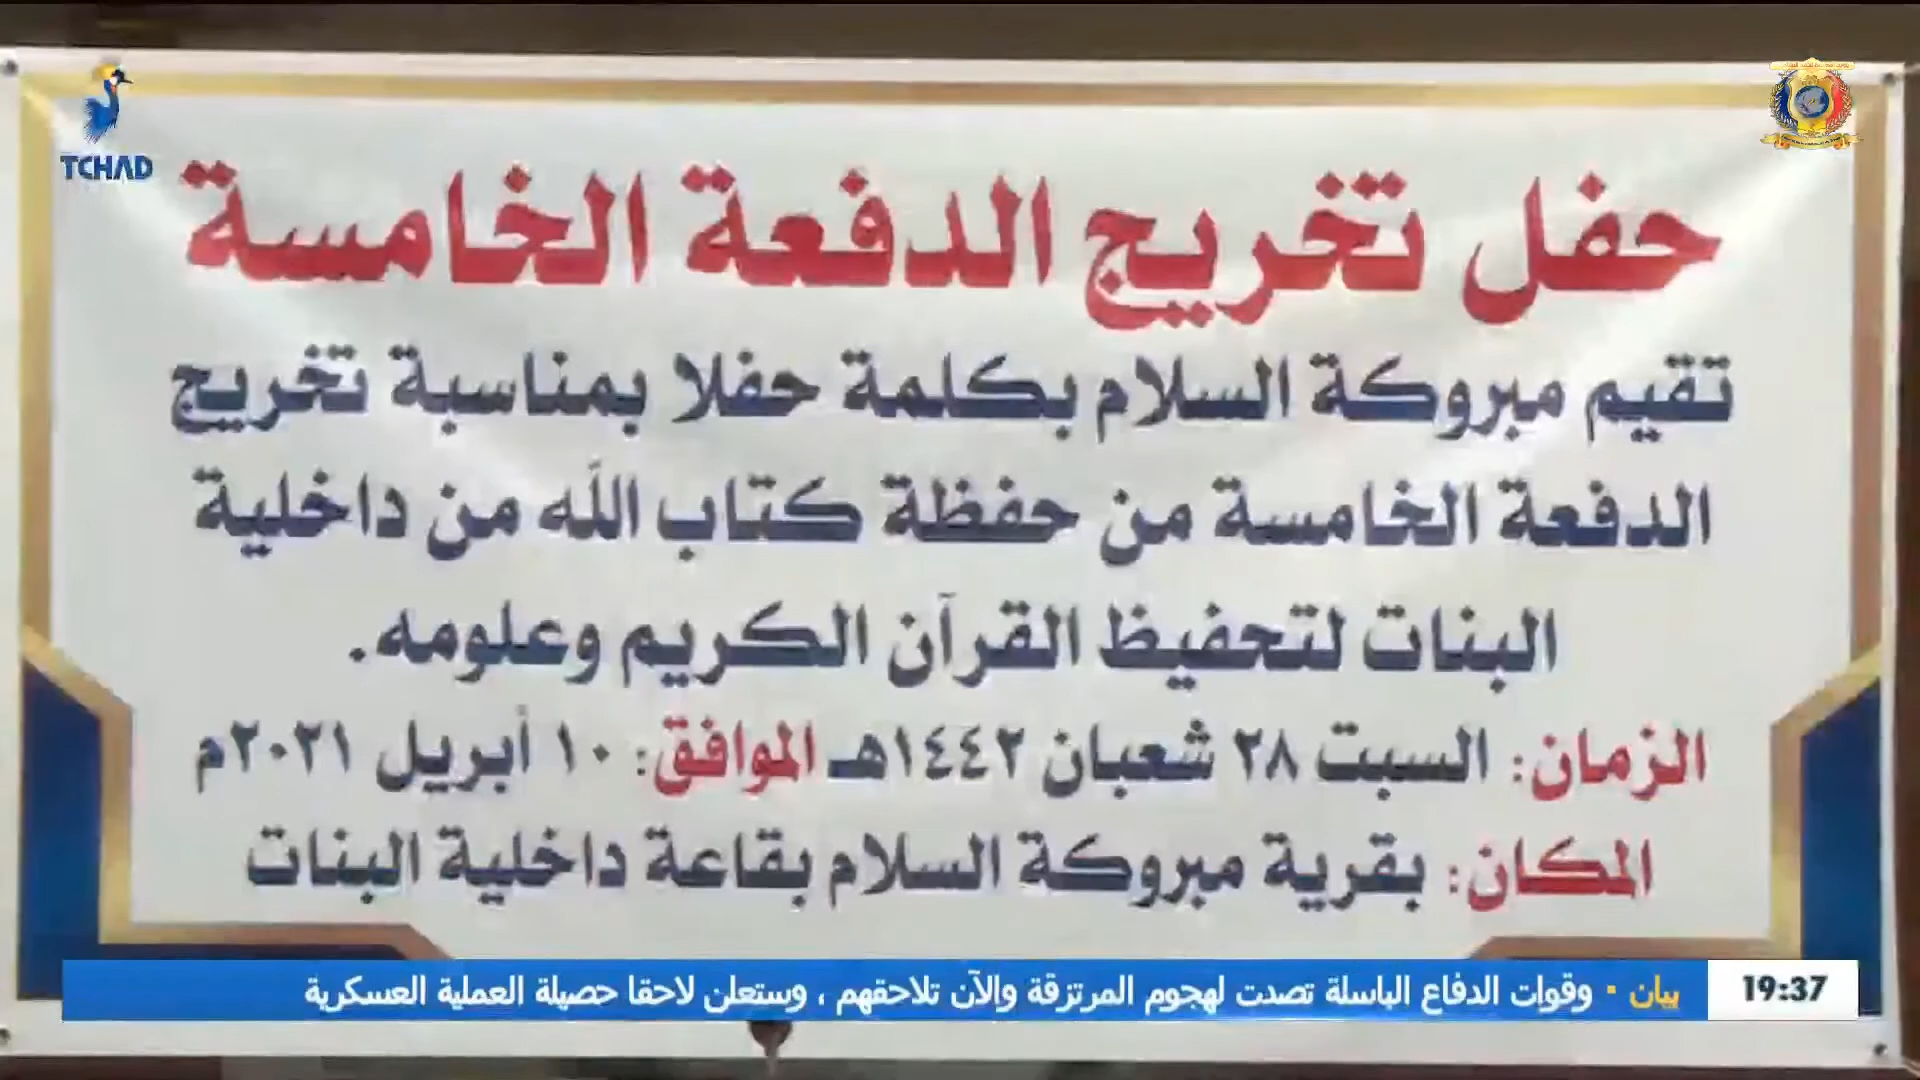 TCHAD
حفل تخريج الدفعة الخامسة
تقيم مبروكة السلام بكلمة حفلا بمناسبة تخريج
الدفعة الخامسة من حفظة كتاب الله من داخلية
البنات لتحفيظ القرآن الكريم وعلومه.
الزمان: السبت ٢٨ شعبان ١٤٤٢هـ الموافق: ١٠ أبريل ٢٠٢١م
المكان: بقرية مبروكة السلام بقاعة داخلية البنات
بيان · وقوات الدفاع الباسلة تصدت لهجوم المرتزقة والآن تلاحقهم ، وستعلن لاحقا حصيلة العملية العسكرية
19:37